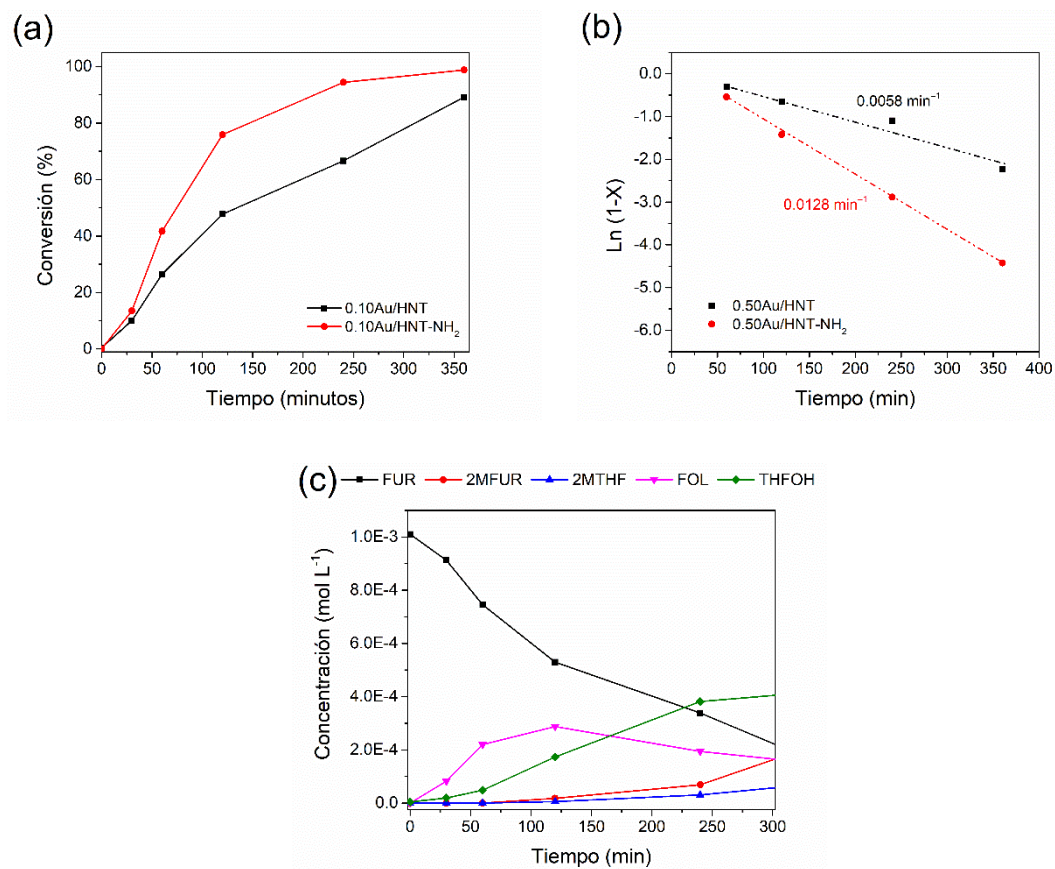 (a)
Conversión (%)
100
80
60
40
20
0
0.10Au/HNT
0.10Au/HNT-NH₂
0 50 100 150 200 250 300 350
Tiempo (minutos)
(b)
Ln (1-X)
0.0
-1.0
-2.0
-3.0
-4.0
-5.0
-6.0
0.0058 min⁻¹
0.0128 min⁻¹
0.50Au/HNT
0.50Au/HNT-NH₂
0 50 100 150 200 250 300 350 400
Tiempo (min)
(c)
FUR 2MFUR 2MTHF FOL THFOH
Concentración (mol L⁻¹)
1.0E-3
8.0E-4
6.0E-4
4.0E-4
2.0E-4
0.0
0 50 100 150 200 250 300
Tiempo (min)